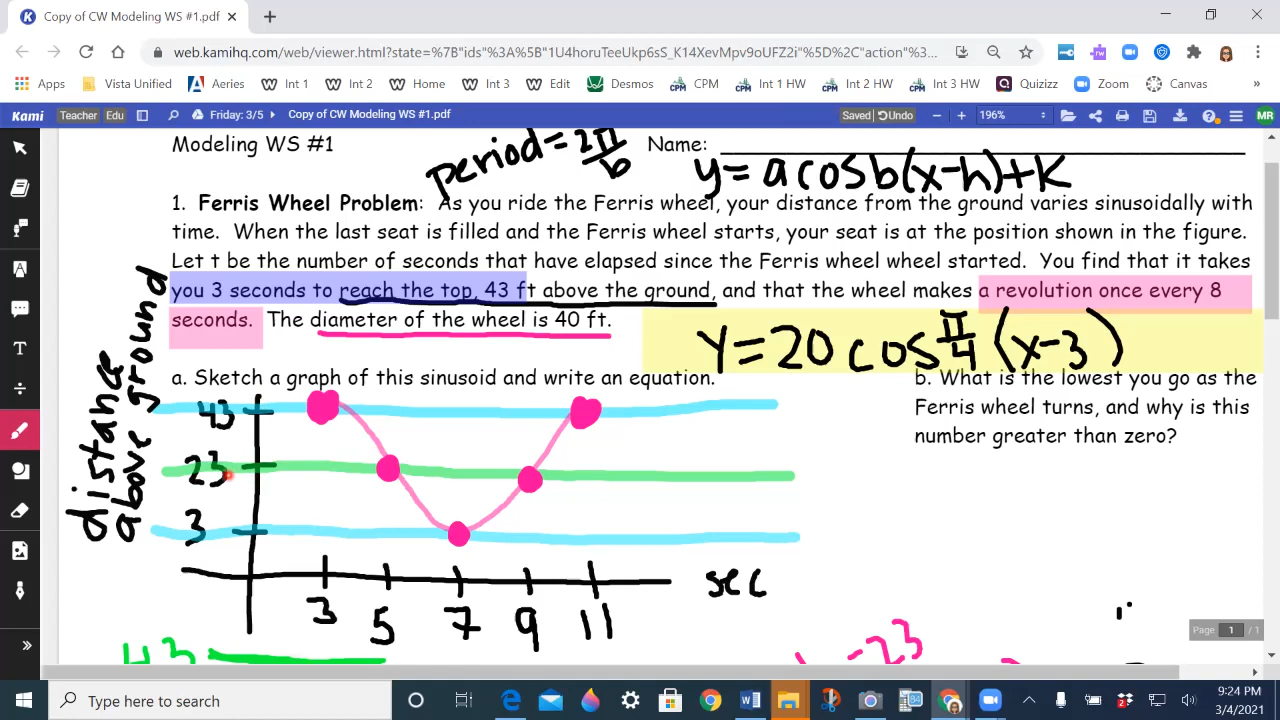 Copy of CW Modeling WS #1.pdf
web.kamihq.com/web/viewer.html?state=%7B"ids"%3A%5B"1U4horuTeeUkp6sS_K14XevMpv9oUFZ2i"%5D%2C"action"%3...
Apps Vista Unified Aeries Int 1 Int 2 Home Int 3 Edit Desmos CPM Int 1 HW Int 2 HW Int 3 HW Quizizz Zoom Canvas »
Kami Teacher Edu Friday: 3/5 Copy of CW Modeling WS #1.pdf Saved Undo 196% MR
Modeling WS #1 Name:
period = 2π/b
y = a cos b(x-h)+K
1. Ferris Wheel Problem: As you ride the Ferris wheel, your distance from the ground varies sinusoidally with
time. When the last seat is filled and the Ferris wheel starts, your seat is at the position shown in the figure.
Let t be the number of seconds that have elapsed since the Ferris wheel wheel started. You find that it takes
you 3 seconds to reach the top, 43 ft above the ground, and that the wheel makes a revolution once every 8
seconds. The diameter of the wheel is 40 ft.
y = 20 cos π/4 (x-3)
a. Sketch a graph of this sinusoid and write an equation.
b. What is the lowest you go as the
Ferris wheel turns, and why is this
number greater than zero?
distance
above ground
43
23
3
3 5 7 9 11
sec
43
-23
Page 1 / 1
Type here to search
9:24 PM
3/4/2021